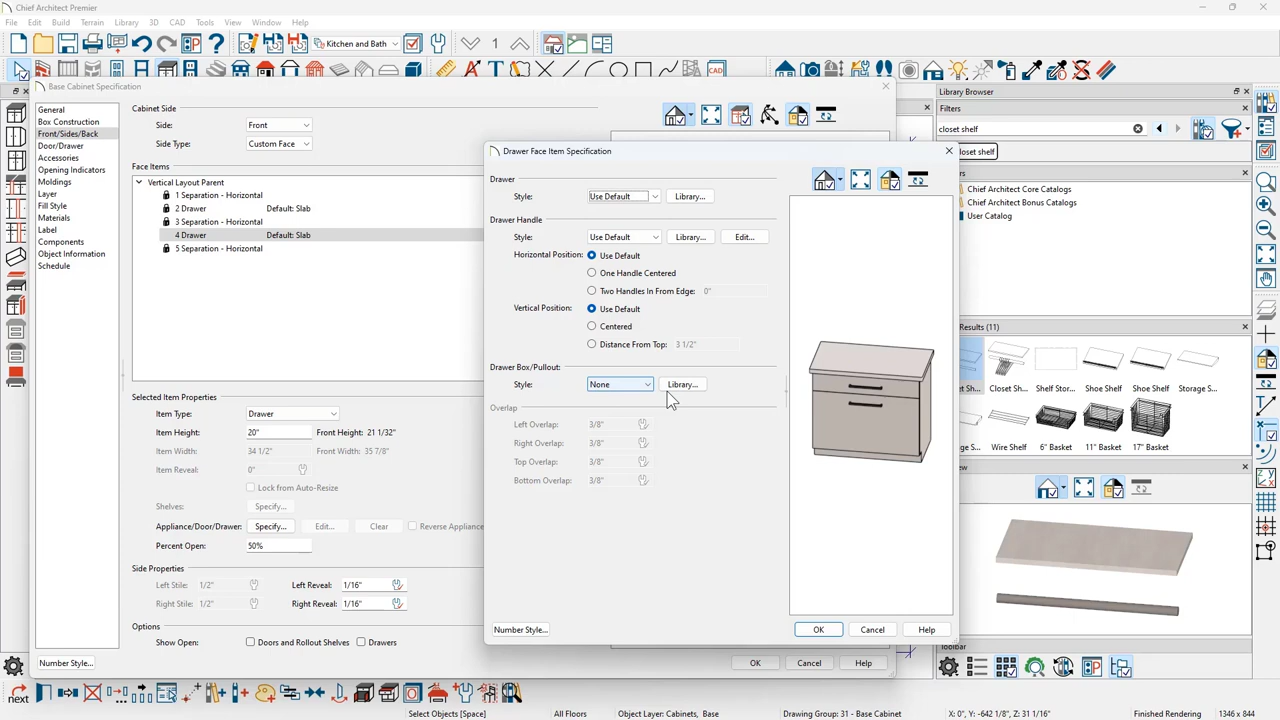 Chief Architect Premier
File Edit Build Terrain Library 3D CAD Tools View Window Help
Kitchen and Bath
1
Base Cabinet Specification
General
Box Construction
Front/Sides/Back
Door/Drawer
Accessories
Opening Indicators
Moldings
Layer
Fill Style
Materials
Label
Components
Object Information
Schedule
Cabinet Side
Side: Front
Side Type: Custom Face
Face Items
Vertical Layout Parent
1 Separation - Horizontal
2 Drawer Default: Slab
3 Separation - Horizontal
4 Drawer Default: Slab
5 Separation - Horizontal
Selected Item Properties
Item Type: Drawer
Item Height: 20" Front Height: 21 1/32"
Item Width: 34 1/2" Front Width: 35 7/8"
Item Reveal: 0"
Lock from Auto-Resize
Shelves: Specify...
Appliance/Door/Drawer: Specify... Edit... Clear Reverse Appliance
Percent Open: 50%
Side Properties
Left Stile: 1/2" Left Reveal: 1/16"
Right Stile: 1/2" Right Reveal: 1/16"
Options
Show Open: Doors and Rollout Shelves Drawers
Number Style... OK Cancel Help
Drawer Face Item Specification
Drawer
Style: Use Default Library...
Drawer Handle
Style: Use Default Library... Edit...
Horizontal Position: Use Default
One Handle Centered
Two Handles In From Edge: 0"
Vertical Position: Use Default
Centered
Distance From Top: 3 1/2"
Drawer Box/Pullout:
Style: None Library...
Overlap
Left Overlap: 3/8"
Right Overlap: 3/8"
Top Overlap: 3/8"
Bottom Overlap: 3/8"
Number Style... OK Cancel Help
Library Browser
Filters
closet shelf
closet shelf
Chief Architect Core Catalogs
Chief Architect Bonus Catalogs
User Catalog
Results (11)
Closet Sh... Shelf Stor... Shoe Shelf Shoe Shelf Storage S...
Wire Shelf 6" Basket 11" Basket 17" Basket
next
Select Objects [Space] All Floors Object Layer: Cabinets, Base Drawing Group: 31 - Base Cabinet X: 0", Y: -642 1/8", Z: 31 1/16" Finished Rendering 1346 x 844